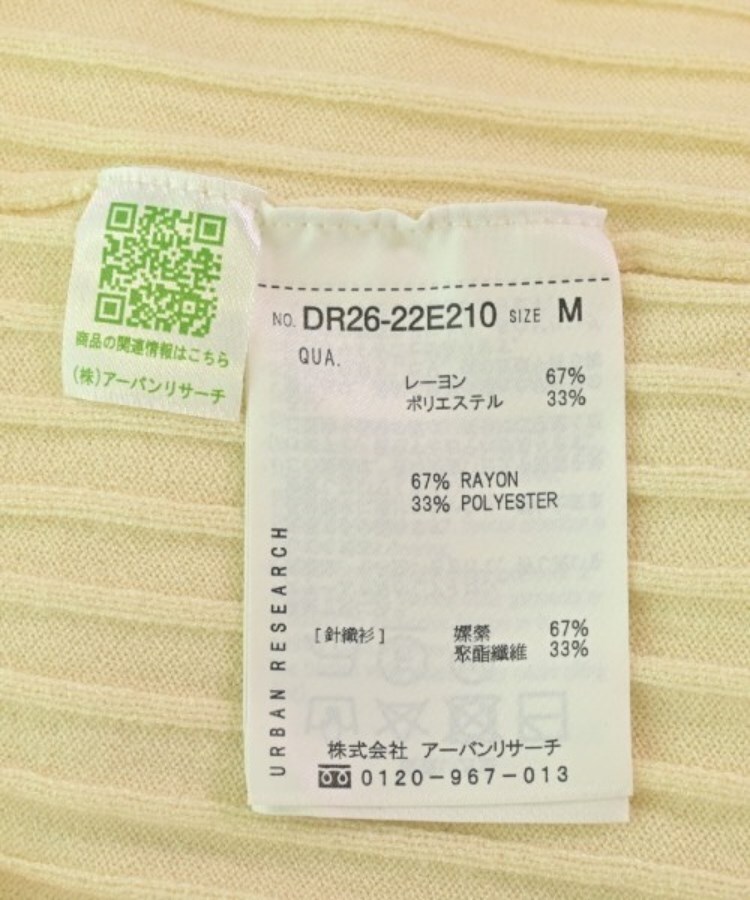 商品の関連情報はこちら
(株)アーバンリサーチ
NO. DR26-22E210 SIZE M
QUA.
レーヨン 67%
ポリエステル 33%
67% RAYON
33% POLYESTER
URBAN RESEARCH
[針織衫] 嫘縈 67%
聚酯纖維 33%
株式会社 アーバンリサーチ
0120-967-013